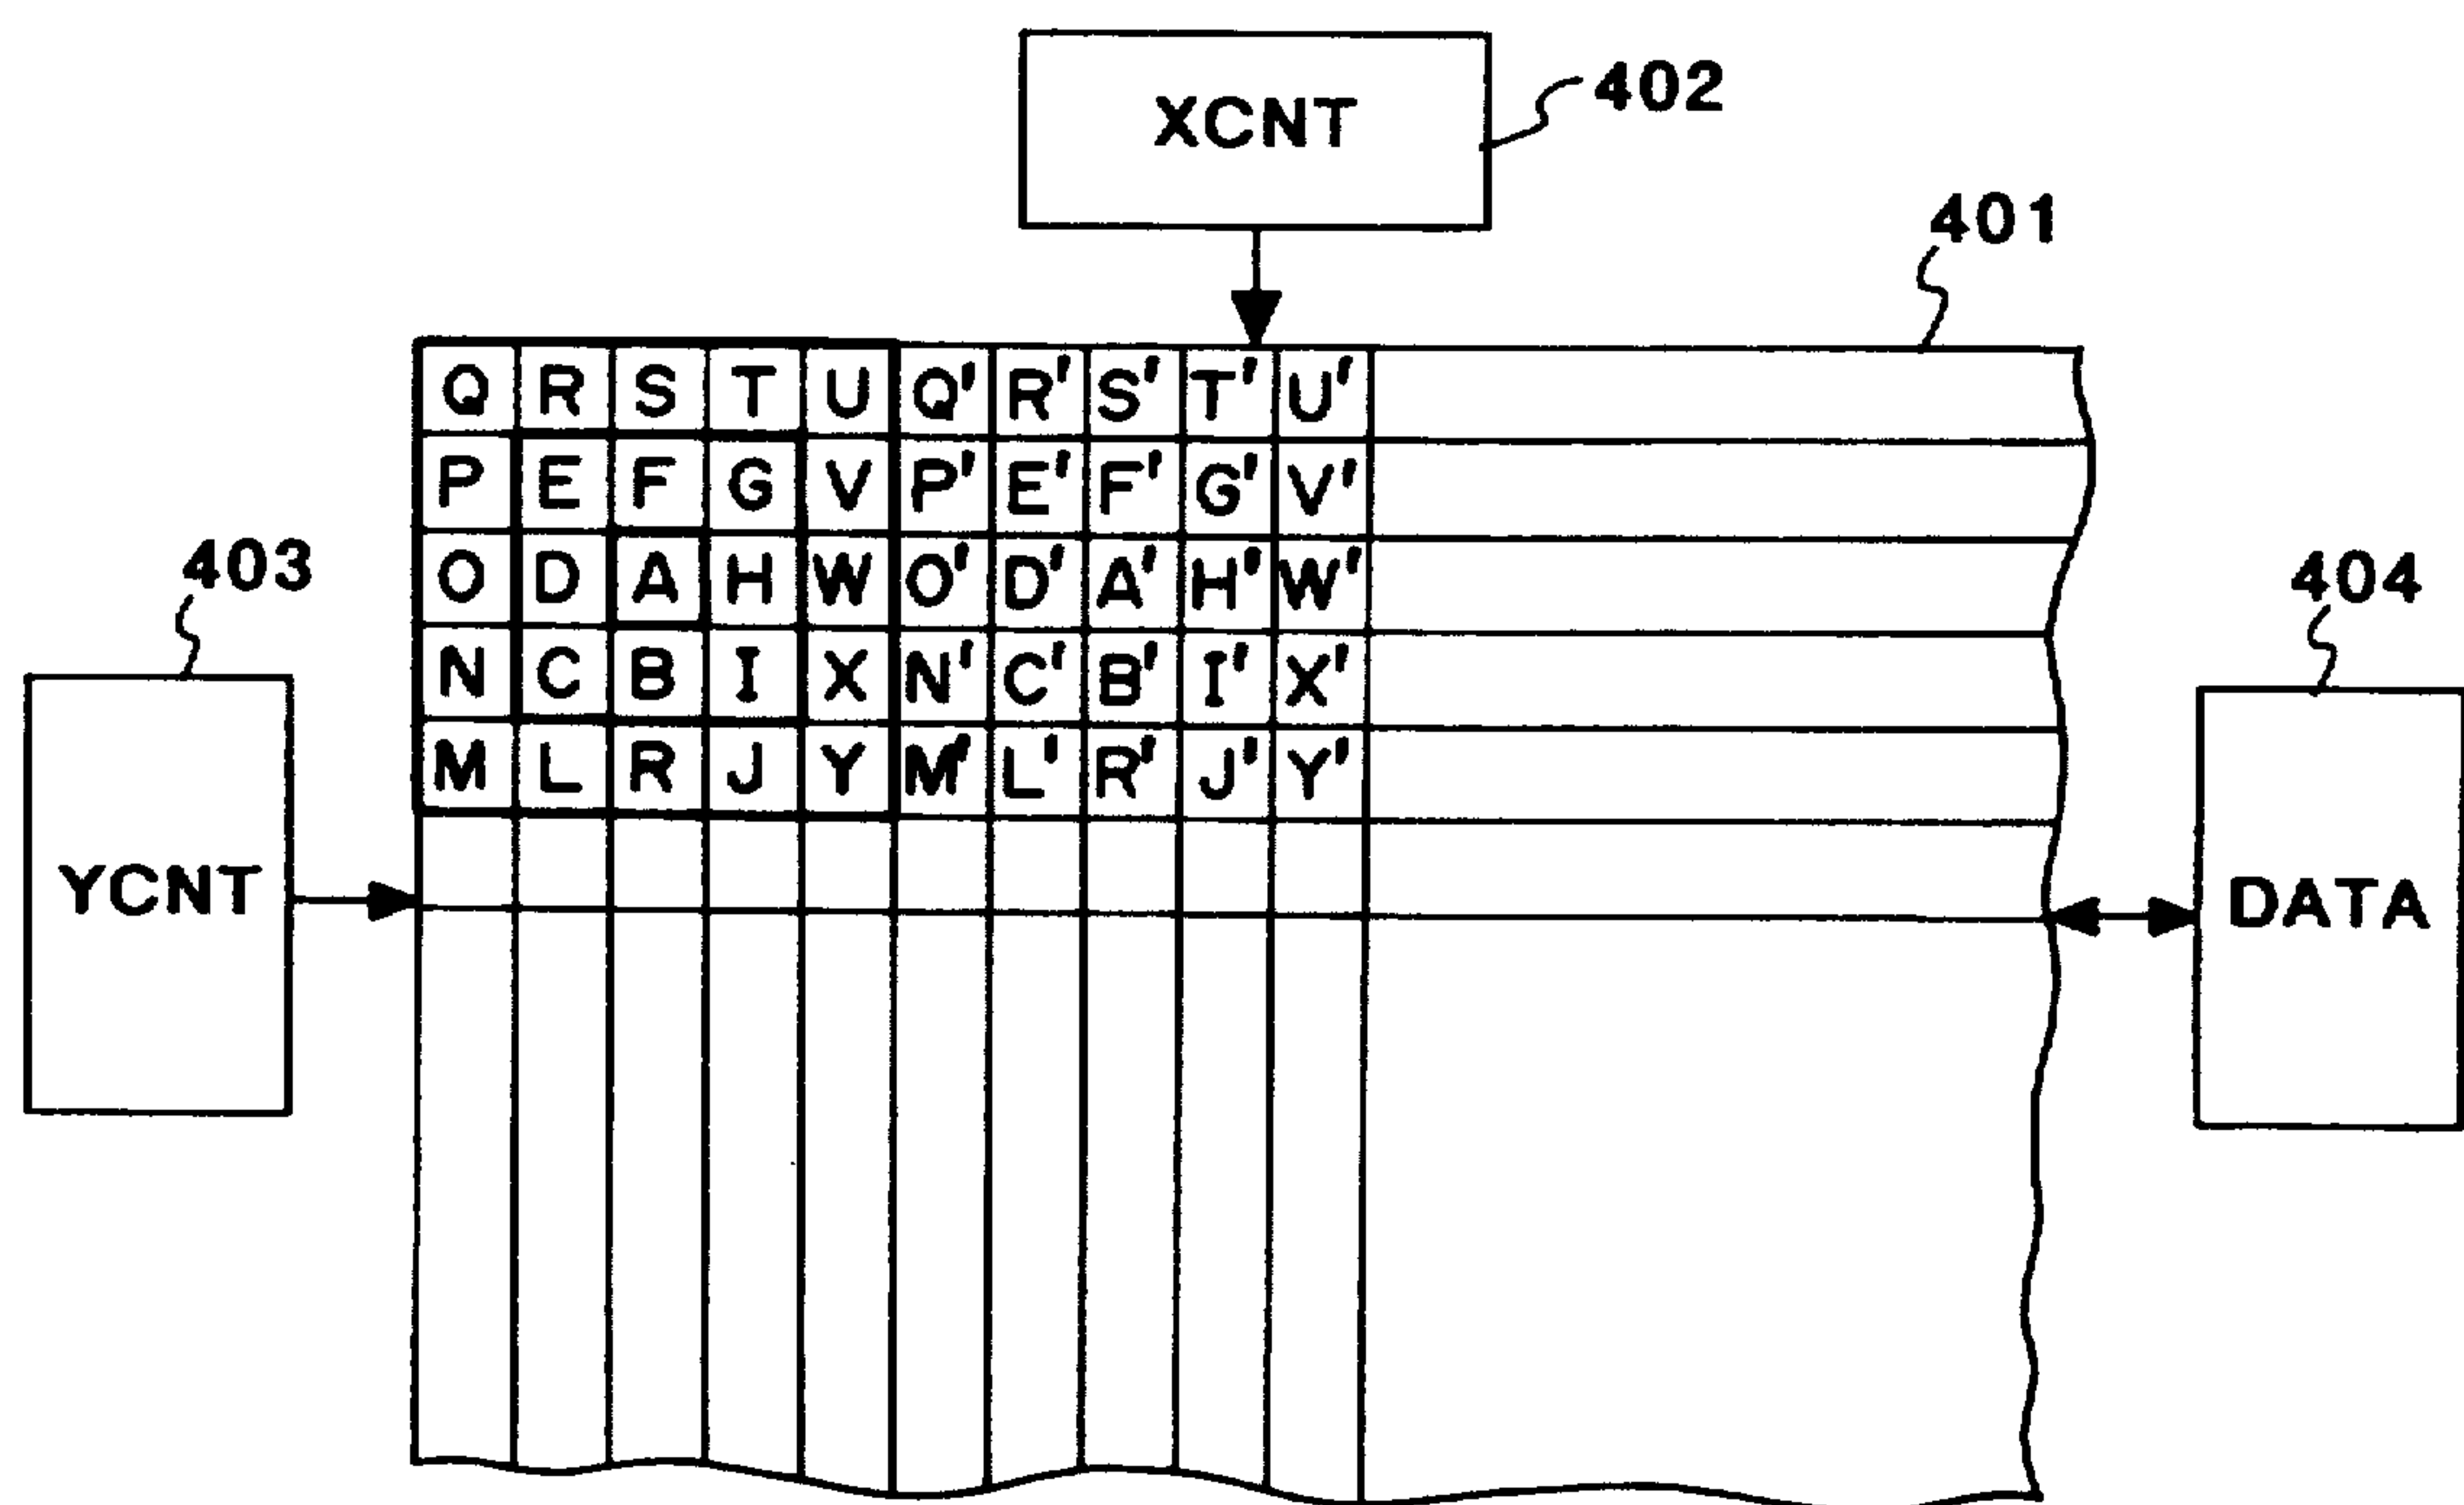 XCNT
402
401
Q R S T U Q' R' S' T' U'
P E F G V P' E' F' G' V'
O D A H W O' D' A' H' W'
N C B I X N' C' B' I' X'
M L R J Y M' L' R' J' Y'
403
YCNT
404
DATA